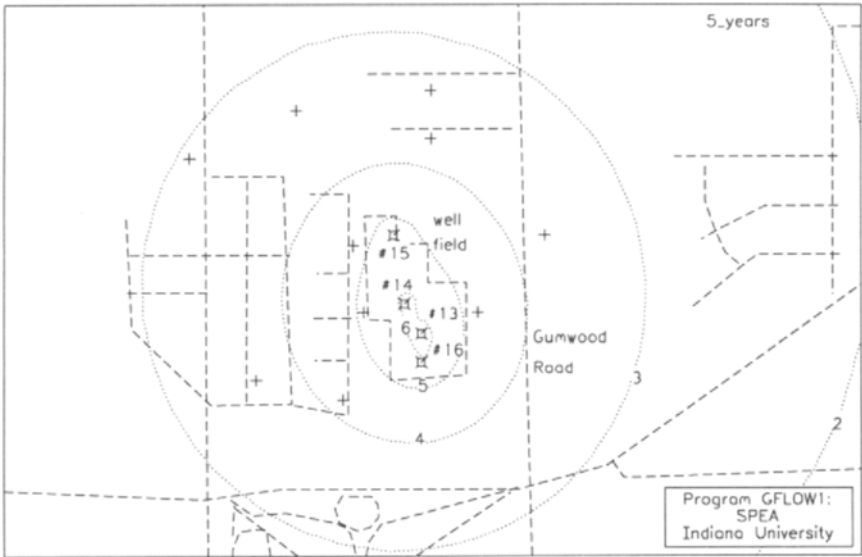 5_years
well
field
#15
#14
#13
6
#16
Gumwood
Road
5
3
4
2
Program GFLOW1:
SPEA
Indiana University